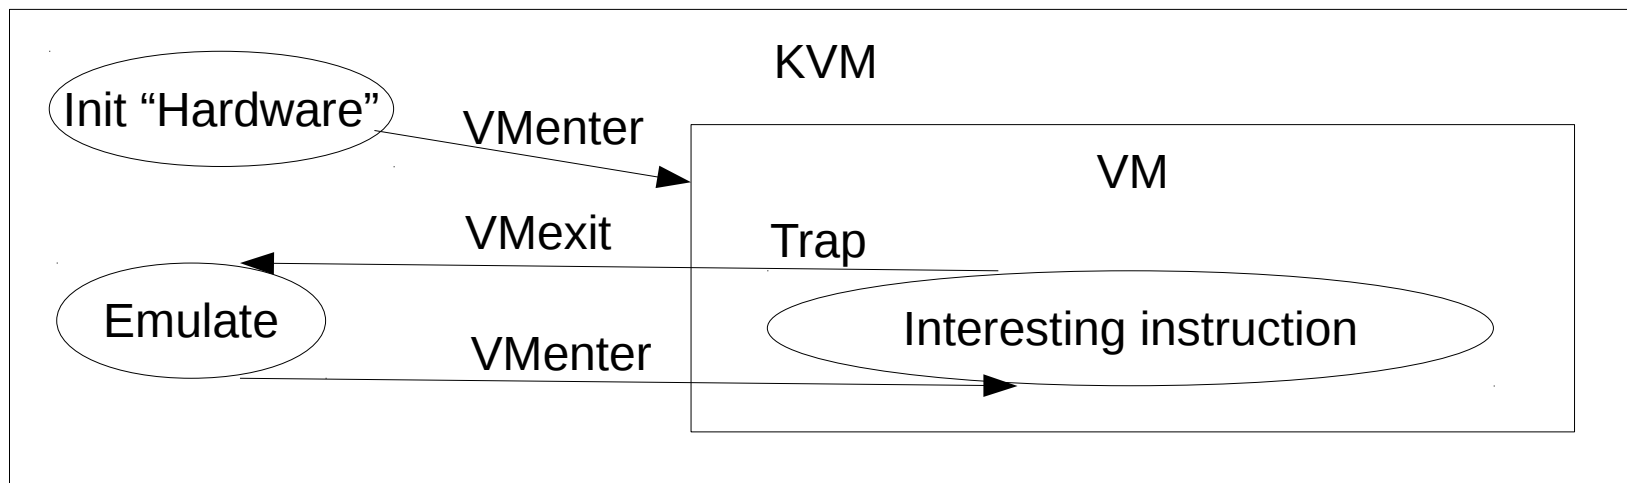 KVM
Init “Hardware”
VMenter
VM
VMexit
Trap
Emulate
Interesting instruction
VMenter